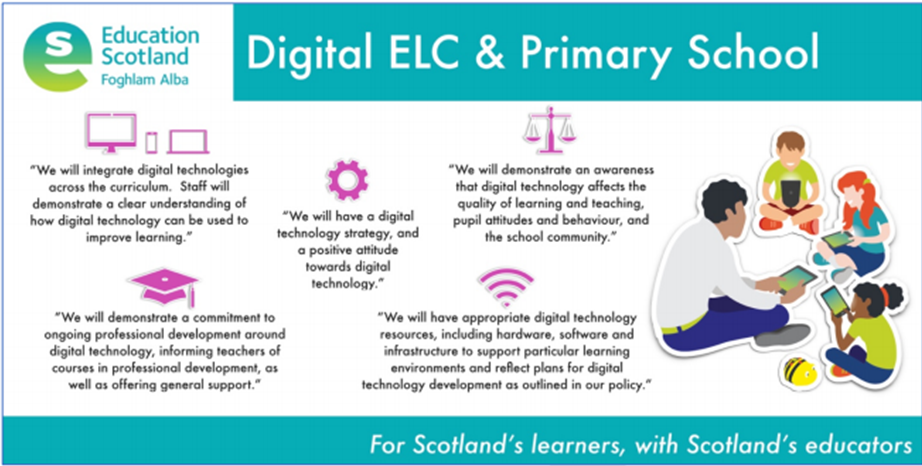 Education
Scotland
Foghlam Alba
Digital ELC & Primary School
"We will integrate digital technologies
across the curriculum. Staff will
demonstrate a clear understanding of
how digital technology can be used to
improve learning."
"We will have a digital
technology strategy, and
a positive attitude
towards digital
technology."
"We will demonstrate an awareness
that digital technology affects the
quality of learning and teaching,
pupil attitudes and behaviour, and
the school community."
"We will demonstrate a commitment to
ongoing professional development around
digital technology, informing teachers of
courses in professional development, as
well as offering general support."
"We will have appropriate digital technology
resources, including hardware, software and
infrastructure to support particular learning
environments and reflect plans for digital
technology development as outlined in our policy."
For Scotland's learners, with Scotland's educators